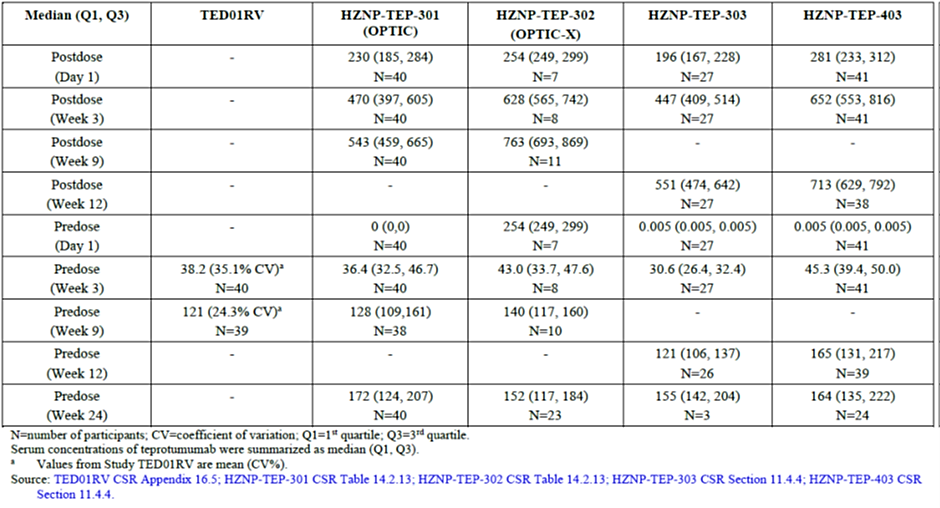 Median (Q1, Q3) TED01RV HZNP-TEP-301 HZNP-TEP-302 HZNP-TEP-303 HZNP-TEP-403
(OPTIC) (OPTIC-X)
Postdose - 230 (185, 284) 254 (249, 299) 196 (167, 228) 281 (233, 312)
(Day 1) N=40 N=7 N=27 N=41
Postdose - 470 (397, 605) 628 (565, 742) 447 (409, 514) 652 (553, 816)
(Week 3) N=40 N=8 N=27 N=41
Postdose - 543 (459, 665) 763 (693, 869) - -
(Week 9) N=40 N=11
Postdose - - - 551 (474, 642) 713 (629, 792)
(Week 12) N=27 N=38
Predose - 0 (0,0) 254 (249, 299) 0.005 (0.005, 0.005) 0.005 (0.005, 0.005)
(Day 1) N=40 N=7 N=27 N=41
Predose 38.2 (35.1% CV)ᵃ 36.4 (32.5, 46.7) 43.0 (33.7, 47.6) 30.6 (26.4, 32.4) 45.3 (39.4, 50.0)
(Week 3) N=40 N=40 N=8 N=27 N=41
Predose 121 (24.3% CV)ᵃ 128 (109,161) 140 (117, 160) - -
(Week 9) N=39 N=38 N=10
Predose - - - 121 (106, 137) 165 (131, 217)
(Week 12) N=26 N=39
Predose - 172 (124, 207) 152 (117, 184) 155 (142, 204) 164 (135, 222)
(Week 24) N=40 N=23 N=3 N=24
N=number of participants; CV=coefficient of variation; Q1=1ˢᵗ quartile; Q3=3ʳᵈ quartile.
Serum concentrations of teprotumumab were summarized as median (Q1, Q3).
ᵃ Values from Study TED01RV are mean (CV%).
Source: TED01RV CSR Appendix 16.5; HZNP-TEP-301 CSR Table 14.2.13; HZNP-TEP-302 CSR Table 14.2.13; HZNP-TEP-303 CSR Section 11.4.4; HZNP-TEP-403 CSR
Section 11.4.4.